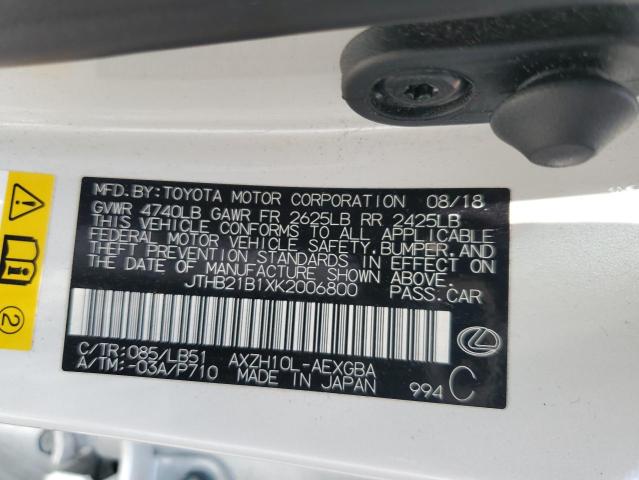 MFD. BY: TOYOTA MOTOR CORPORATION 08/18
GVWR 4740LB GAWR FR 2625LB RR 2425LB
THIS VEHICLE CONFORMS TO ALL APPLICABLE
FEDERAL MOTOR VEHICLE SAFETY, BUMPER, AND
THEFT PREVENTION STANDARDS IN EFFECT ON
THE DATE OF MANUFACTURE SHOWN ABOVE.
JTHB21B1XK2006800 PASS. CAR
C/TR: 085/LB51 AXZH10L-AEXGBA
A/TM: -03A/P710 MADE IN JAPAN 994 C
2